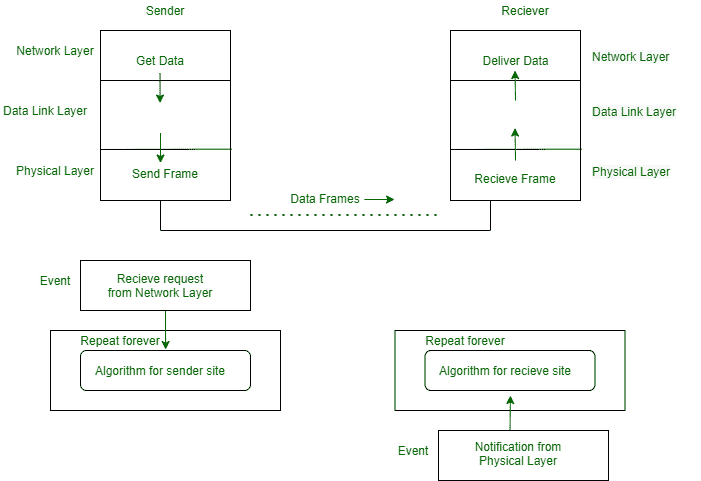 Sender
Reciever
Network Layer
Get Data
Deliver Data
Network Layer
Data Link Layer
Data Link Layer
Physical Layer
Send Frame
Recieve Frame
Physical Layer
Data Frames
Event
Recieve request
from Network Layer
Repeat forever
Algorithm for sender site
Repeat forever
Algorithm for recieve site
Event
Notification from
Physical Layer